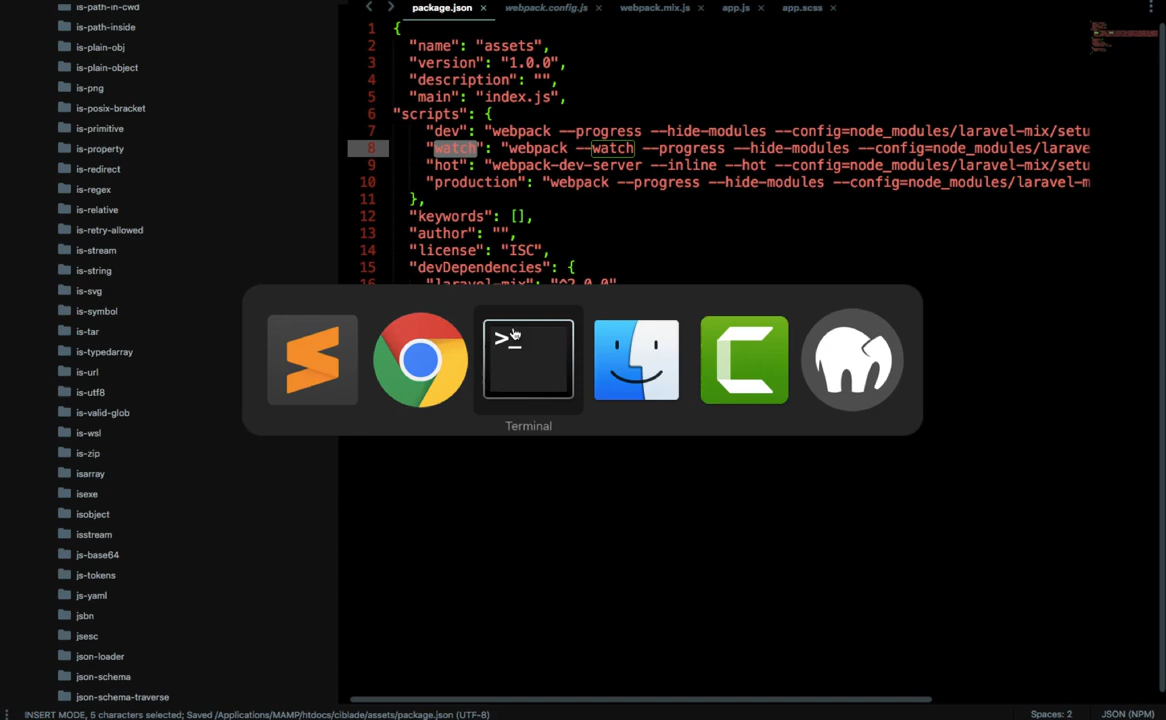 is-path-in-cwd
is-path-inside
is-plain-obj
is-plain-object
is-png
is-posix-bracket
is-primitive
is-property
is-redirect
is-regex
is-relative
is-retry-allowed
is-stream
is-string
is-svg
is-symbol
is-tar
is-typedarray
is-url
is-utf8
is-valid-glob
is-wsl
is-zip
isarray
isexe
isobject
isstream
js-base64
js-tokens
js-yaml
jsbn
jsesc
json-loader
json-schema
json-schema-traverse
package.json × webpack.config.js × webpack.mix.js × app.js × app.scss ×
1 {
2 "name": "assets",
3 "version": "1.0.0",
4 "description": "",
5 "main": "index.js",
6 "scripts": {
7 "dev": "webpack --progress --hide-modules --config=node_modules/laravel-mix/setu
8 "watch": "webpack --watch --progress --hide-modules --config=node_modules/larave
9 "hot": "webpack-dev-server --inline --hot --config=node_modules/laravel-mix/setu
10 "production": "webpack --progress --hide-modules --config=node_modules/laravel-m
11 },
12 "keywords": [],
13 "author": "",
14 "license": "ISC",
15 "devDependencies": {
16 "laravel-mix": "^2.0.0"
>_
Terminal
INSERT MODE, 5 characters selected; Saved /Applications/MAMP/htdocs/ciblade/assets/package.json (UTF-8)
Spaces: 2
JSON (NPM)